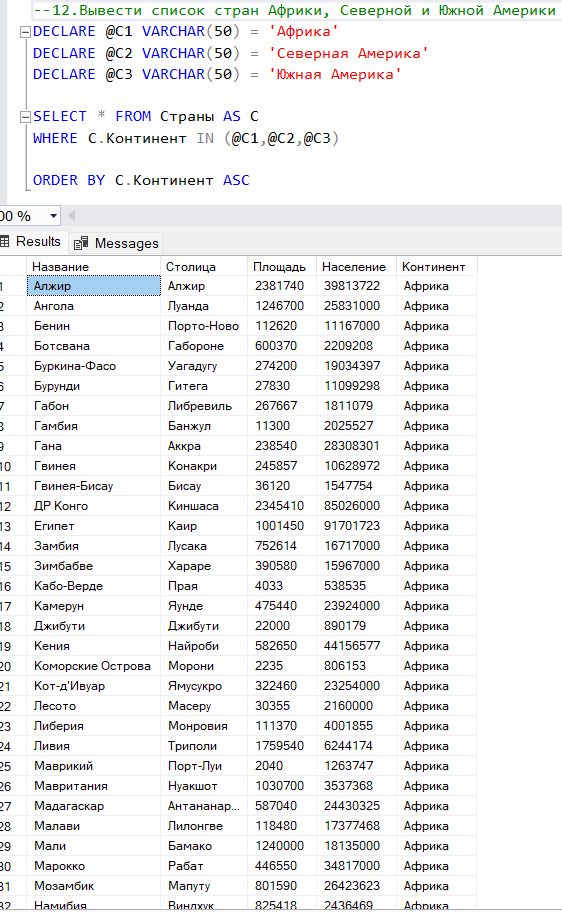 --12.Вывести список стран Африки, Северной и Южной Америки
DECLARE @C1 VARCHAR(50) = 'Африка'
DECLARE @C2 VARCHAR(50) = 'Северная Америка'
DECLARE @C3 VARCHAR(50) = 'Южная Америка'
SELECT * FROM Страны AS C
WHERE C.Континент IN (@C1,@C2,@C3)
ORDER BY C.Континент ASC
00 %
Results Messages
Название Столица Площадь Население Континент
1 Алжир Алжир 2381740 39813722 Африка
2 Ангола Луанда 1246700 25831000 Африка
3 Бенин Порто-Ново 112620 11167000 Африка
4 Ботсвана Габороне 600370 2209208 Африка
5 Буркина-Фасо Уагадугу 274200 19034397 Африка
6 Бурунди Гитега 27830 11099298 Африка
7 Габон Либревиль 267667 1811079 Африка
8 Гамбия Банжул 11300 2025527 Африка
9 Гана Аккра 238540 28308301 Африка
10 Гвинея Конакри 245857 10628972 Африка
11 Гвинея-Бисау Бисау 36120 1547754 Африка
12 ДР Конго Киншаса 2345410 85026000 Африка
13 Египет Каир 1001450 91701723 Африка
14 Замбия Лусака 752614 16717000 Африка
15 Зимбабве Хараре 390580 15967000 Африка
16 Кабо-Верде Прая 4033 538535 Африка
17 Камерун Яунде 475440 23924000 Африка
18 Джибути Джибути 22000 890179 Африка
19 Кения Найроби 582650 44156577 Африка
20 Коморские Острова Морони 2235 806153 Африка
21 Кот-д'Ивуар Ямусукро 322460 23254000 Африка
22 Лесото Масеру 30355 2160000 Африка
23 Либерия Монровия 111370 4001855 Африка
24 Ливия Триполи 1759540 6244174 Африка
25 Маврикий Порт-Луи 2040 1263747 Африка
26 Мавритания Нуакшот 1030700 3537368 Африка
27 Мадагаскар Антананар... 587040 24430325 Африка
28 Малави Лилонгве 118480 17377468 Африка
29 Мали Бамако 1240000 18135000 Африка
30 Марокко Рабат 446550 34817000 Африка
31 Мозамбик Мапуту 801590 26423623 Африка
32 Намибия Виндхук 825418 2436469 Африка